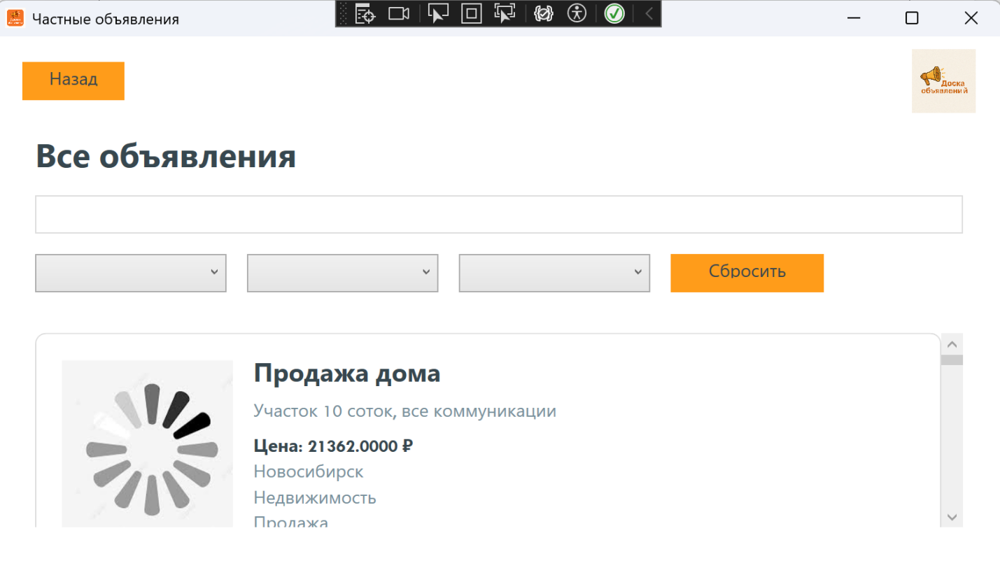 Частные объявления
Назад
Доска
объявлений
Все объявления
Сбросить
Продажа дома
Участок 10 соток, все коммуникации
Цена: 21362.0000 ₽
Новосибирск
Недвижимость
Продажа